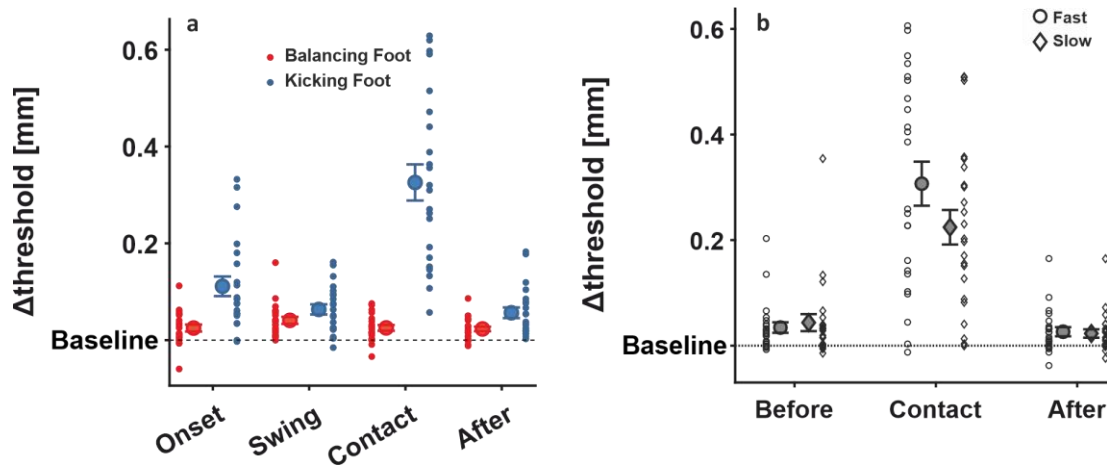 a
Δthreshold [mm]
0.6
0.4
0.2
Baseline
Balancing Foot
Kicking Foot
Onset
Swing
Contact
After
b
Δthreshold [mm]
0.6
0.4
0.2
Baseline
Fast
Slow
Before
Contact
After